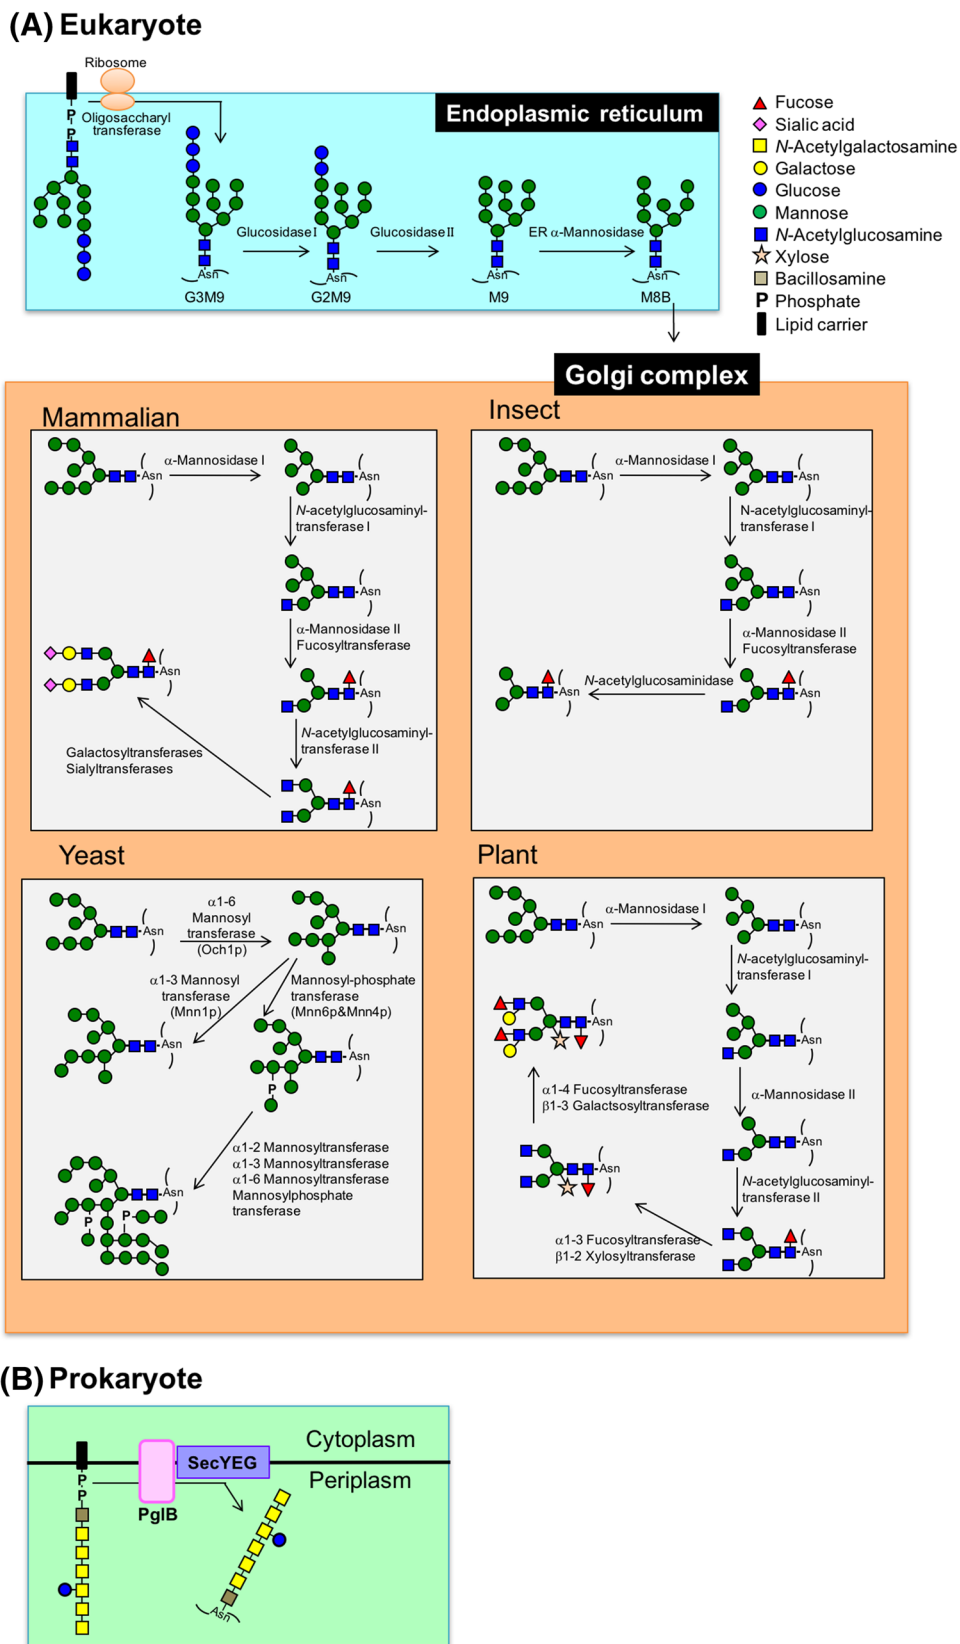 (A) Eukaryote
Ribosome
Endoplasmic reticulum
P
P
Oligosaccharyl
transferase
Glucosidase I
Glucosidase II
ER α-Mannosidase
Asn
Asn
Asn
Asn
G3M9
G2M9
M9
M8B
Fucose
Sialic acid
N-Acetylgalactosamine
Galactose
Glucose
Mannose
N-Acetylglucosamine
Xylose
Bacillosamine
P Phosphate
Lipid carrier
Golgi complex
Mammalian
Asn
α-Mannosidase I
Asn
N-acetylglucosaminyl-
transferase I
Asn
α-Mannosidase II
Fucosyltransferase
Asn
Asn
N-acetylglucosaminyl-
transferase II
Galactosyltransferases
Sialyltransferases
Asn
Insect
Asn
α-Mannosidase I
Asn
N-acetylglucosaminyl-
transferase I
Asn
α-Mannosidase II
Fucosyltransferase
N-acetylglucosaminidase
Asn
Asn
Yeast
α1-6
Mannosyl
transferase
(Och1p)
Asn
Asn
α1-3 Mannosyl
transferase
(Mnn1p)
Mannosyl-phosphate
transferase
(Mnn6p&Mnn4p)
Asn
Asn
P
α1-2 Mannosyltransferase
α1-3 Mannosyltransferase
α1-6 Mannosyltransferase
Mannosylphosphate
transferase
Asn
P
P
Plant
Asn
α-Mannosidase I
Asn
N-acetylglucosaminyl-
transferase I
Asn
Asn
α1-4 Fucosyltransferase
β1-3 Galactsosyltransferase
α-Mannosidase II
Asn
Asn
N-acetylglucosaminyl-
transferase II
α1-3 Fucosyltransferase
β1-2 Xylosyltransferase
Asn
(B) Prokaryote
Cytoplasm
SecYEG
Periplasm
P
P
PglB
Asn